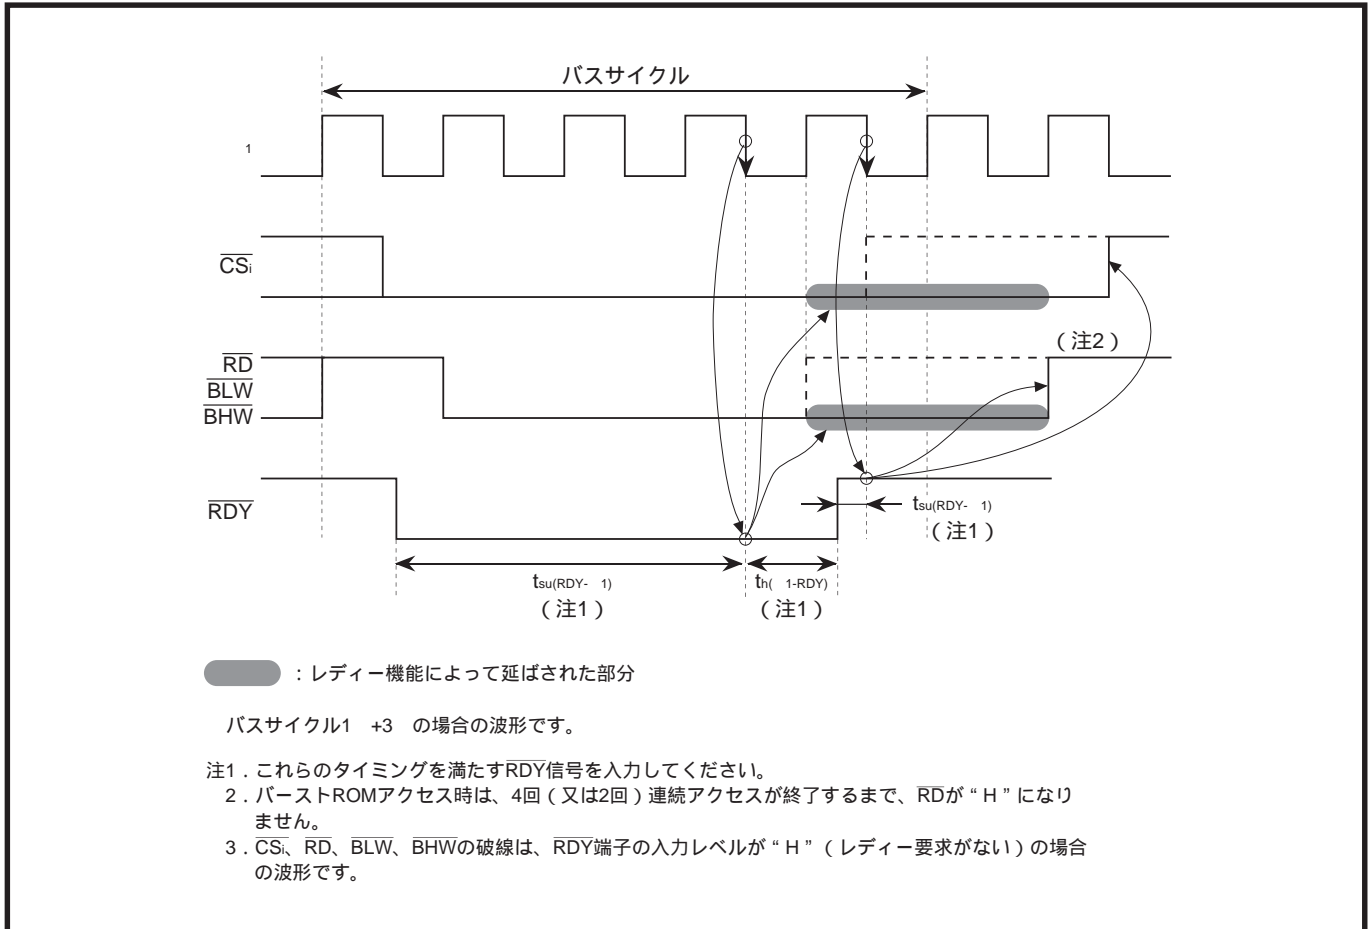 バスサイクル
1
CSi
（注2）
RD
BLW
BHW
RDY
tsu(RDY-　1)
（注1）
tsu(RDY-　1)
（注1）
th(　1-RDY)
（注1）
：レディー機能によって延ばされた部分
バスサイクル1　+3　の場合の波形です。
注1．これらのタイミングを満たすRDY信号を入力してください。
2．バーストROMアクセス時は、4回（又は2回）連続アクセスが終了するまで、RDが“H”になり
ません。
3．CSi、RD、BLW、BHWの破線は、RDY端子の入力レベルが“H”（レディー要求がない）の場合
の波形です。